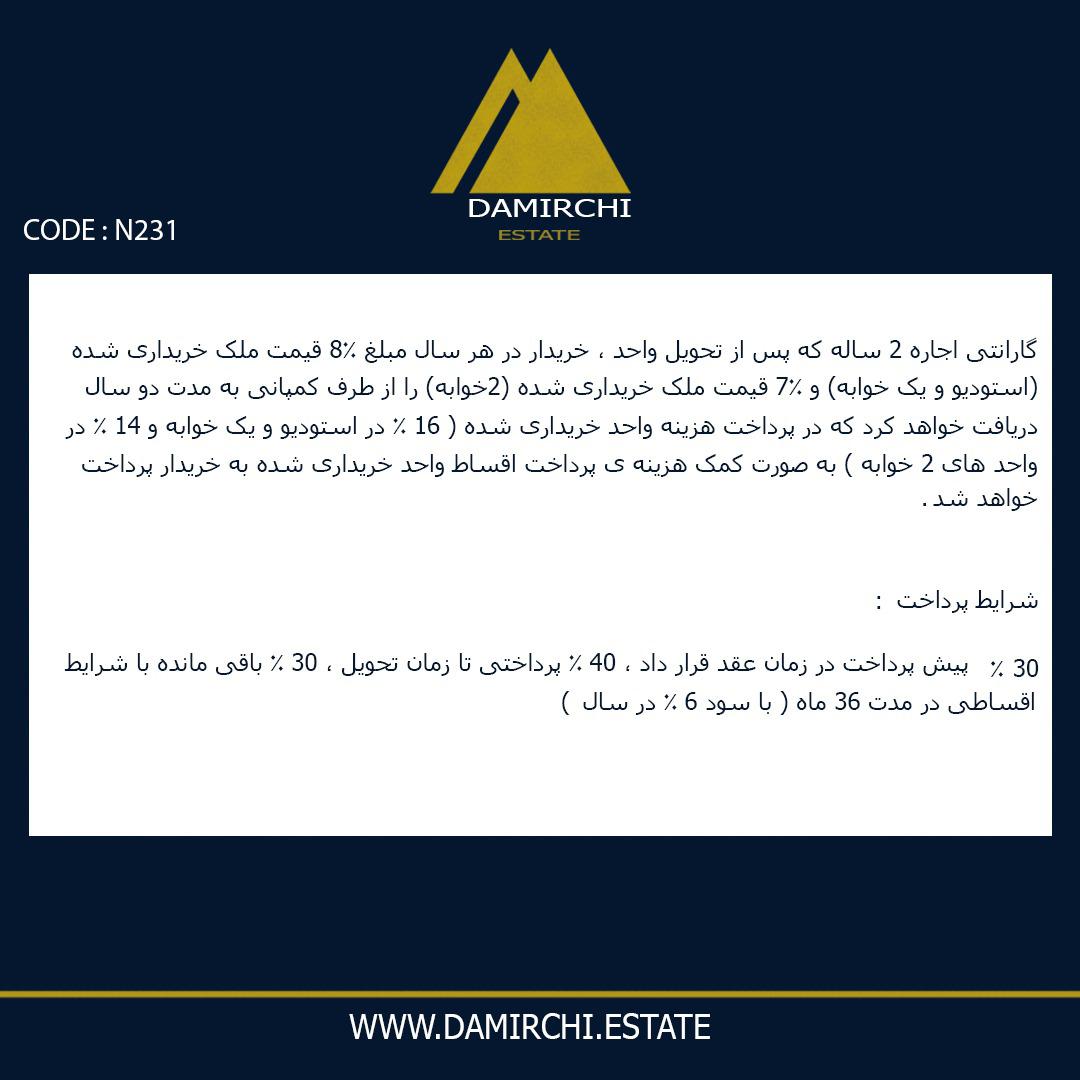 DAMIRCHI
ESTATE
CODE : N231
گارانتی اجاره 2 ساله که پس از تحویل واحد ، خریدار در هر سال مبلغ 8٪ قیمت ملک خریداری شده
(استودیو و یک خوابه) و 7٪ قیمت ملک خریداری شده (2خوابه) را از طرف کمپانی به مدت دو سال
دریافت خواهد کرد که در پرداخت هزینه واحد خریداری شده ( 16 ٪ در استودیو و یک خوابه و 14 ٪ در
واحد های 2 خوابه ) به صورت کمک هزینه ی پرداخت اقساط واحد خریداری شده به خریدار پرداخت
خواهد شد .
شرایط پرداخت :
30 ٪ پیش پرداخت در زمان عقد قرار داد ، 40 ٪ پرداختی تا زمان تحویل ، 30 ٪ باقی مانده با شرایط
اقساطی در مدت 36 ماه ( با سود 6 ٪ در سال )
WWW.DAMIRCHI.ESTATE